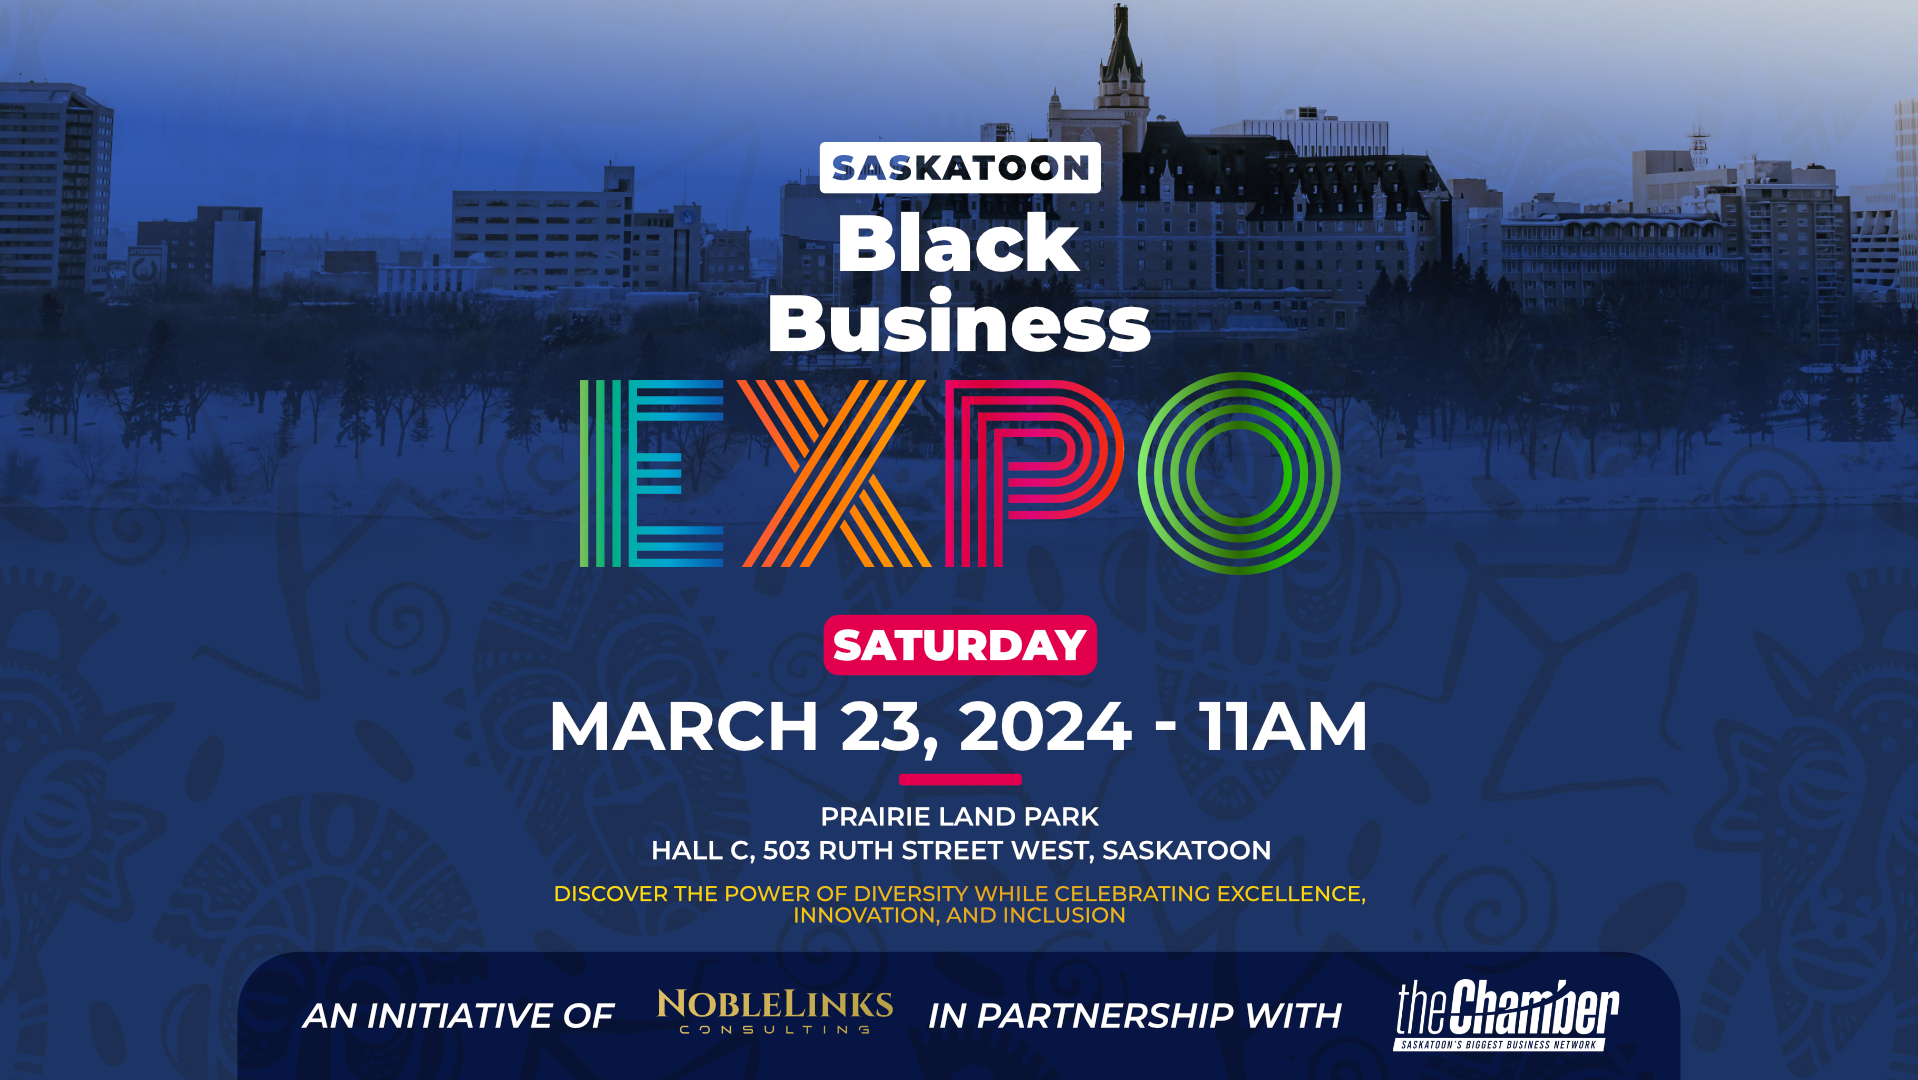 SASKATOON
Black
Business
EXPO
SATURDAY
MARCH 23, 2024 - 11AM
PRAIRIE LAND PARK
HALL C, 503 RUTH STREET WEST, SASKATOON
DISCOVER THE POWER OF DIVERSITY WHILE CELEBRATING EXCELLENCE,
INNOVATION, AND INCLUSION
AN INITIATIVE OF
NOBLELINKS
CONSULTING
IN PARTNERSHIP WITH
theChamber
SASKATOON'S BIGGEST BUSINESS NETWORK